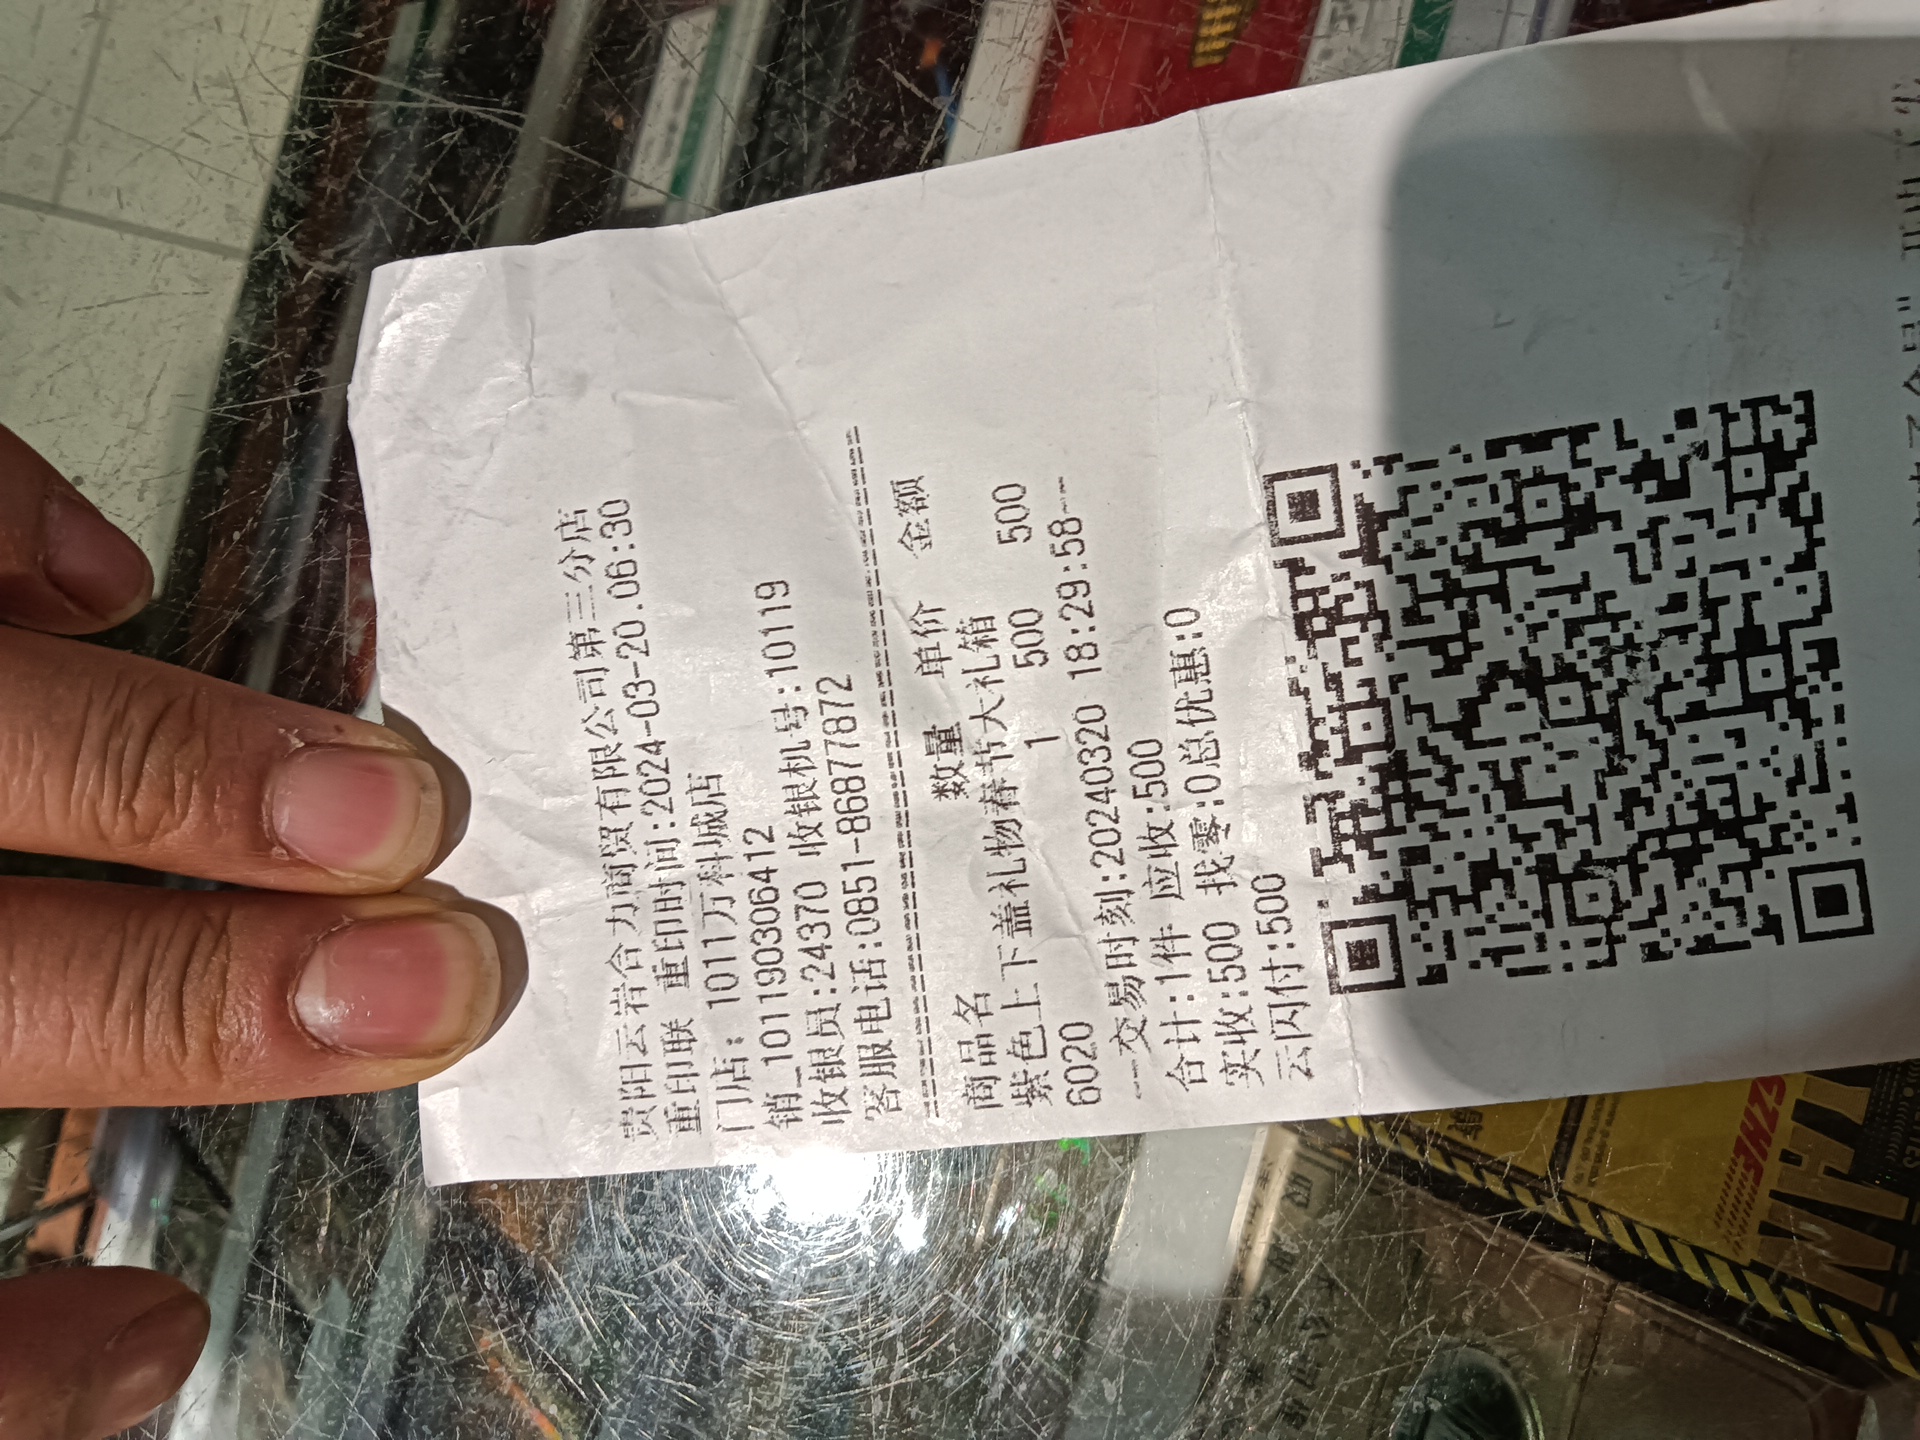 贵阳云岩合力商贸有限公司第三分店
重印联 重印时间:2024-03-20.06:30
门店: 1011万科城店
销_101190306412
收银员:24370 收银机号:10119
客服电话:0851-86877872
商品名 数量 单价 金额
紫色上下盖礼物春节大礼箱
6020 1 500 500
--交易时刻:20240320 18:29:58--
合计:1件 应收:500
实收:500 找零:0总优惠:0
云闪付:500